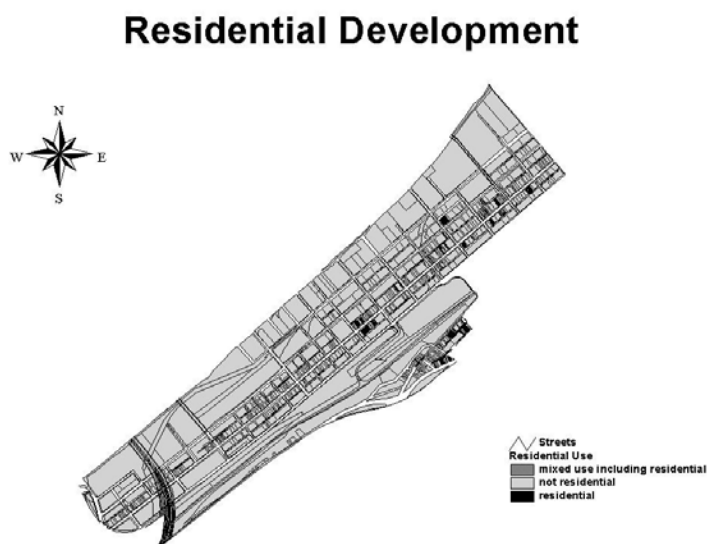 Residential Development
N
W E
S
Streets
Residential Use
mixed use including residential
not residential
residential